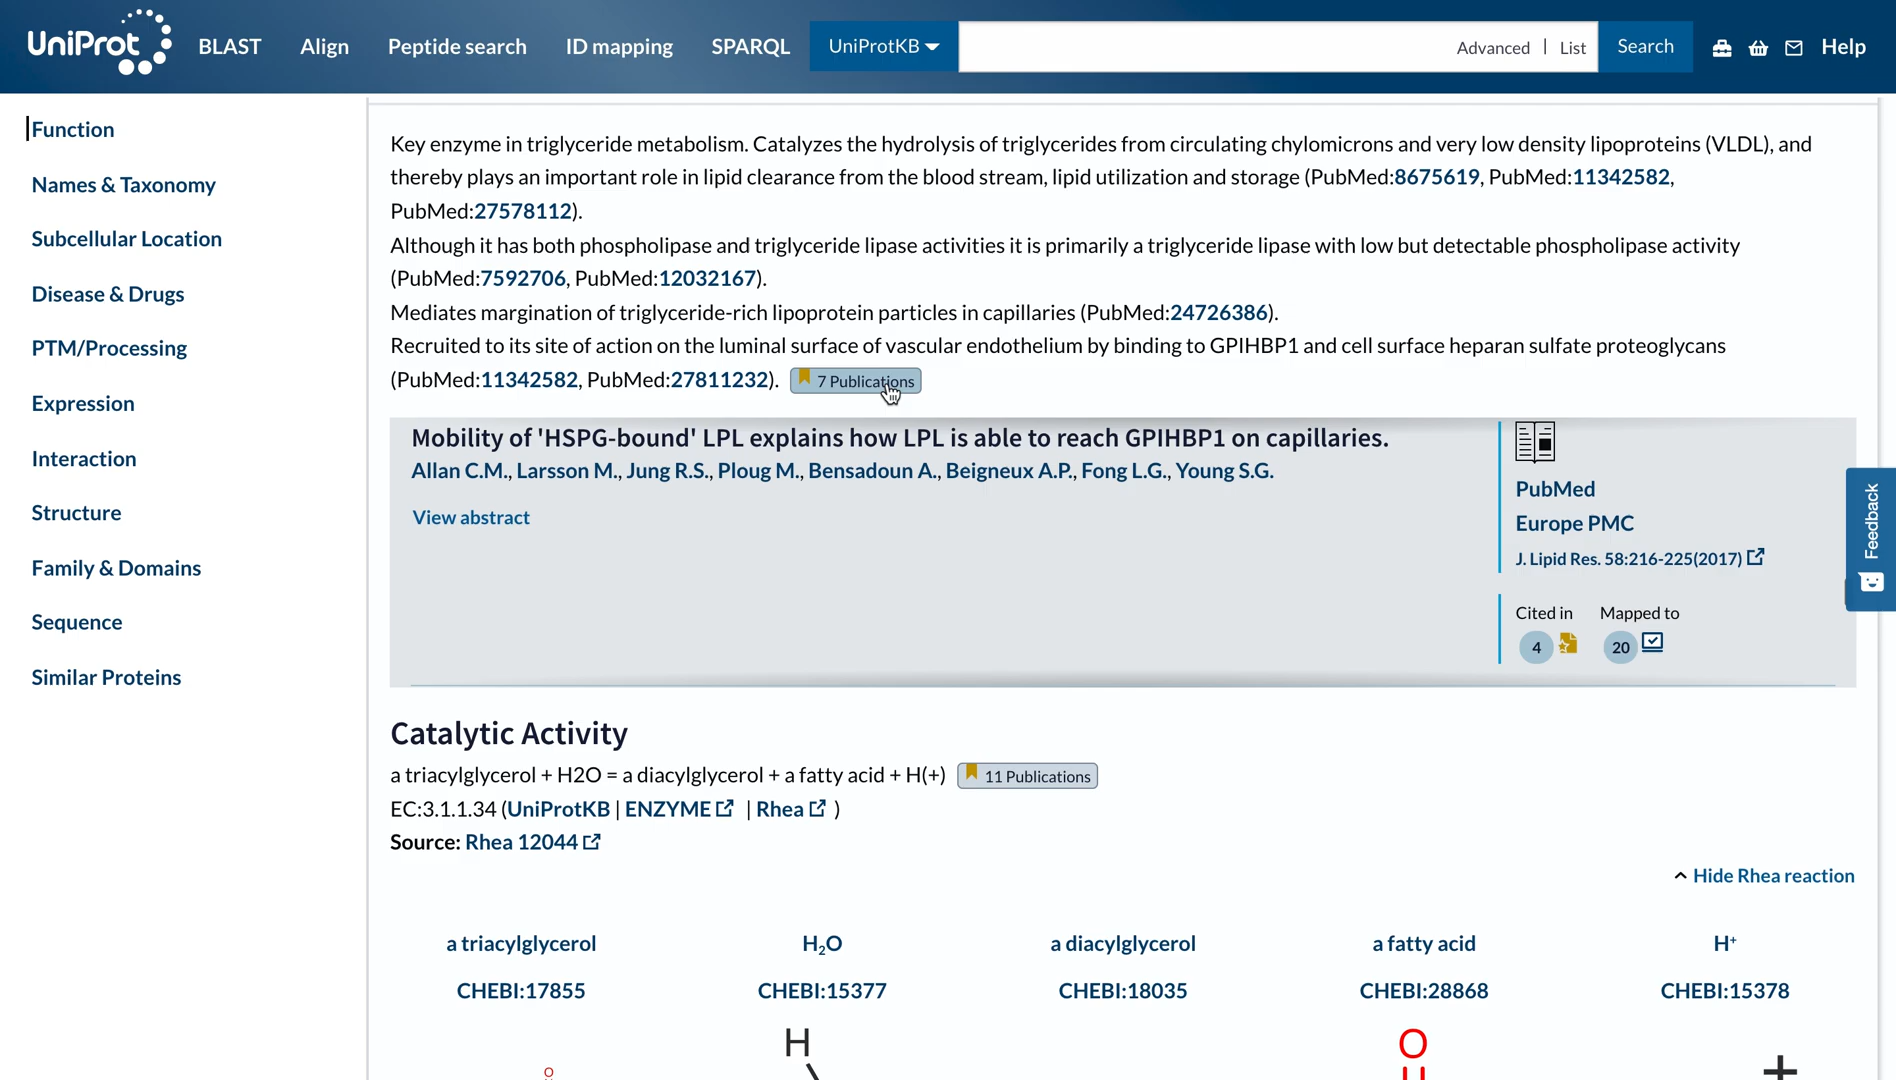 UniProt BLAST Align Peptide search ID mapping SPARQL UniProtKB Advanced | List Search Help
Function
Names & Taxonomy
Subcellular Location
Disease & Drugs
PTM/Processing
Expression
Interaction
Structure
Family & Domains
Sequence
Similar Proteins
Key enzyme in triglyceride metabolism. Catalyzes the hydrolysis of triglycerides from circulating chylomicrons and very low density lipoproteins (VLDL), and
thereby plays an important role in lipid clearance from the blood stream, lipid utilization and storage (PubMed:8675619, PubMed:11342582,
PubMed:27578112).
Although it has both phospholipase and triglyceride lipase activities it is primarily a triglyceride lipase with low but detectable phospholipase activity
(PubMed:7592706, PubMed:12032167).
Mediates margination of triglyceride-rich lipoprotein particles in capillaries (PubMed:24726386).
Recruited to its site of action on the luminal surface of vascular endothelium by binding to GPIHBP1 and cell surface heparan sulfate proteoglycans
(PubMed:11342582, PubMed:27811232). 7 Publications
Mobility of 'HSPG-bound' LPL explains how LPL is able to reach GPIHBP1 on capillaries.
Allan C.M., Larsson M., Jung R.S., Ploug M., Bensadoun A., Beigneux A.P., Fong L.G., Young S.G.
View abstract
PubMed
Europe PMC
J. Lipid Res. 58:216-225(2017)
Cited in Mapped to
4 20
Feedback
Catalytic Activity
a triacylglycerol + H2O = a diacylglycerol + a fatty acid + H(+) 11 Publications
EC:3.1.1.34 (UniProtKB | ENZYME | Rhea )
Source: Rhea 12044
Hide Rhea reaction
a triacylglycerol H₂O a diacylglycerol a fatty acid H⁺
CHEBI:17855 CHEBI:15377 CHEBI:18035 CHEBI:28868 CHEBI:15378
H O +
O